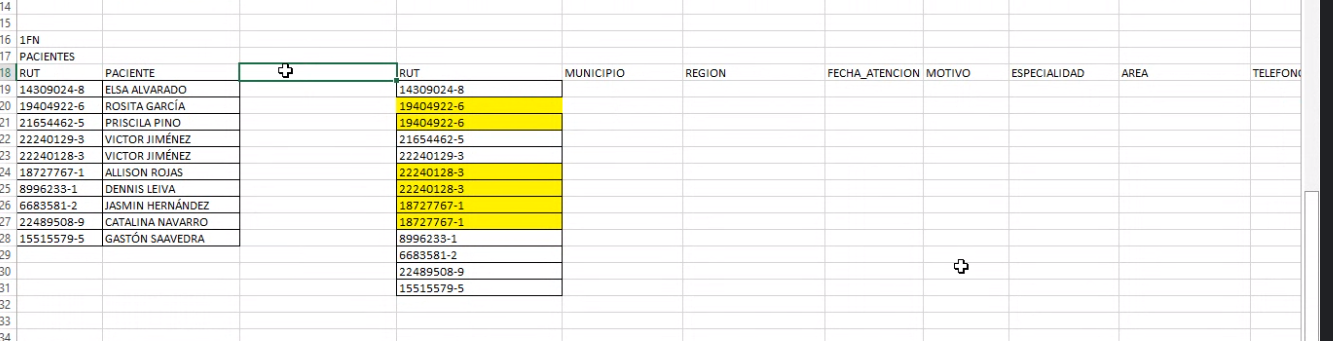 14
15
16 1FN
17 PACIENTES
18 RUT PACIENTE RUT MUNICIPIO REGION FECHA_ATENCION MOTIVO ESPECIALIDAD AREA TELEFONO
19 14309024-8 ELSA ALVARADO 14309024-8
20 19404922-6 ROSITA GARCÍA 19404922-6
21 21654462-5 PRISCILA PINO 19404922-6
22 22240129-3 VICTOR JIMÉNEZ 21654462-5
23 22240128-3 VICTOR JIMÉNEZ 22240129-3
24 18727767-1 ALLISON ROJAS 22240128-3
25 8996233-1 DENNIS LEIVA 22240128-3
26 6683581-2 JASMIN HERNÁNDEZ 18727767-1
27 22489508-9 CATALINA NAVARRO 18727767-1
28 15515579-5 GASTÓN SAAVEDRA 8996233-1
29 6683581-2
30 22489508-9
31 15515579-5
32
33
34